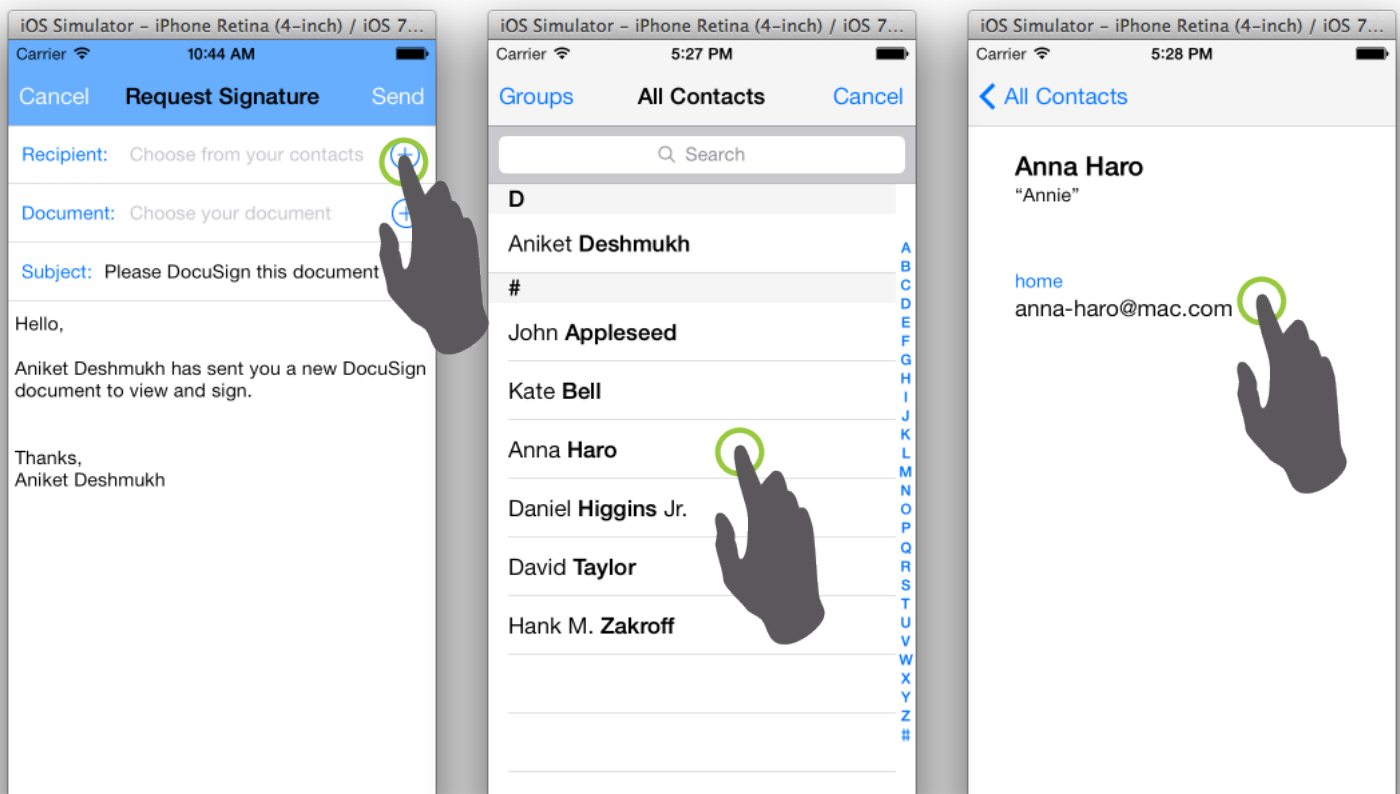 iOS Simulator – iPhone Retina (4-inch) / iOS 7...
Carrier 10:44 AM
Cancel Request Signature Send
Recipient: Choose from your contacts
Document: Choose your document
Subject: Please DocuSign this document
Hello,
Aniket Deshmukh has sent you a new DocuSign
document to view and sign.
Thanks,
Aniket Deshmukh
iOS Simulator – iPhone Retina (4-inch) / iOS 7...
Carrier 5:27 PM
Groups All Contacts Cancel
Search
D
Aniket Deshmukh
#
John Appleseed
Kate Bell
Anna Haro
Daniel Higgins Jr.
David Taylor
Hank M. Zakroff
A
B
C
D
E
F
G
H
I
J
K
L
M
N
O
P
Q
R
S
T
U
V
W
X
Y
Z
#
iOS Simulator – iPhone Retina (4-inch) / iOS 7...
Carrier 5:28 PM
All Contacts
Anna Haro
“Annie”
home
anna-haro@mac.com